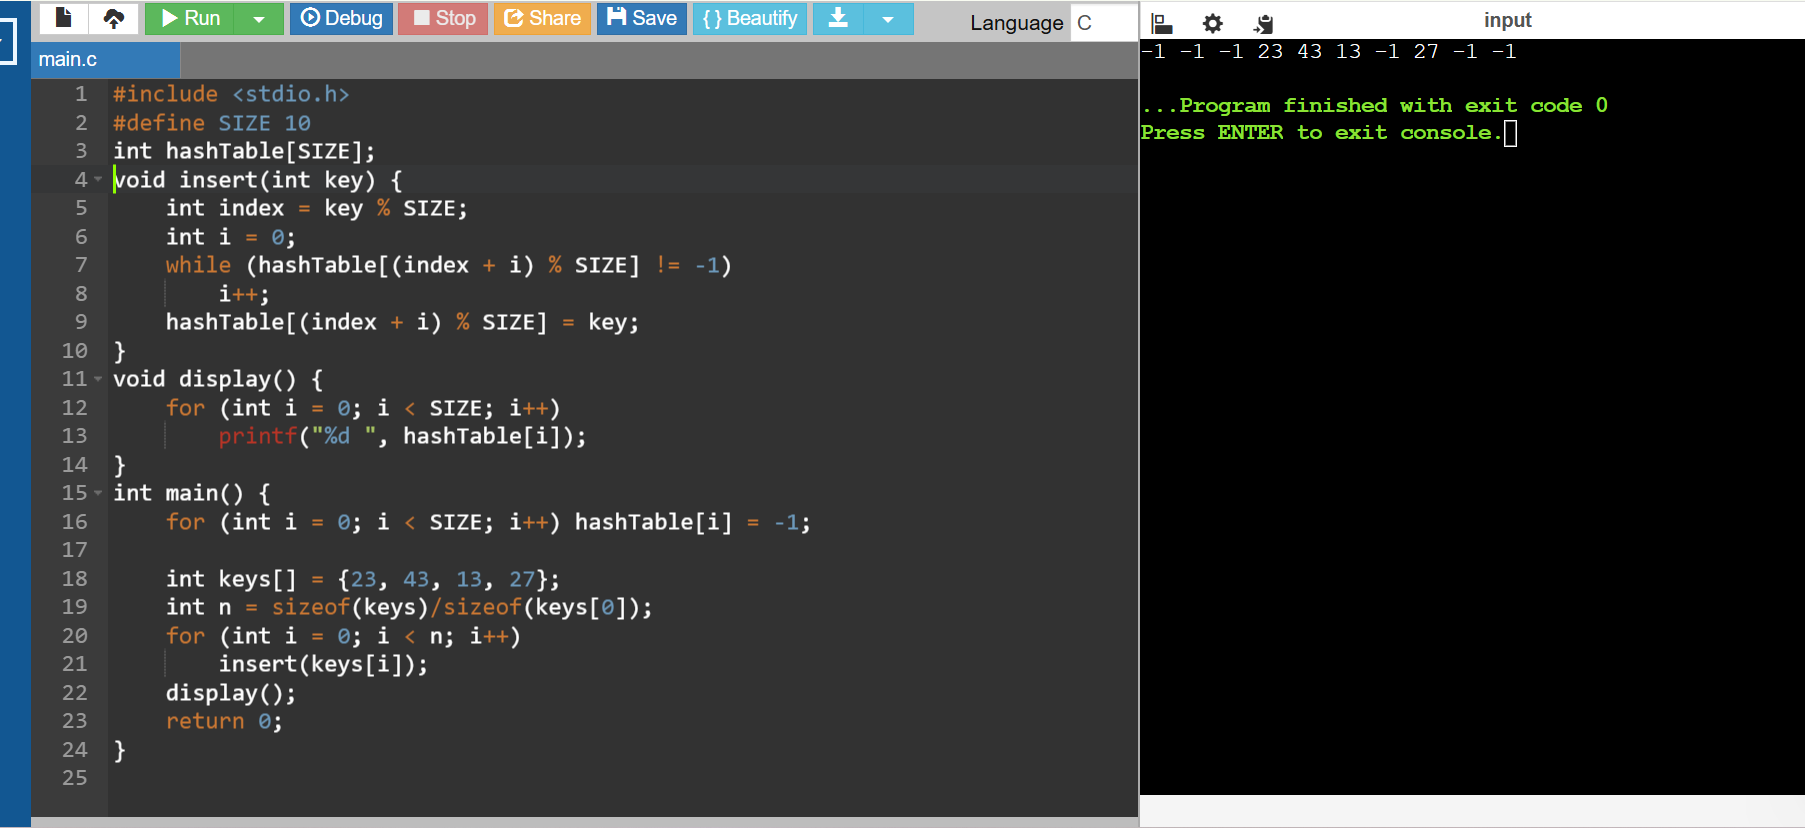 Run Debug Stop Share Save { } Beautify Language C
main.c
1 #include <stdio.h>
2 #define SIZE 10
3 int hashTable[SIZE];
4 void insert(int key) {
5     int index = key % SIZE;
6     int i = 0;
7     while (hashTable[(index + i) % SIZE] != -1)
8         i++;
9     hashTable[(index + i) % SIZE] = key;
10 }
11 void display() {
12     for (int i = 0; i < SIZE; i++)
13         printf("%d ", hashTable[i]);
14 }
15 int main() {
16     for (int i = 0; i < SIZE; i++) hashTable[i] = -1;
17
18     int keys[] = {23, 43, 13, 27};
19     int n = sizeof(keys)/sizeof(keys[0]);
20     for (int i = 0; i < n; i++)
21         insert(keys[i]);
22     display();
23     return 0;
24 }
25
input
-1 -1 -1 23 43 13 -1 27 -1 -1
...Program finished with exit code 0
Press ENTER to exit console.